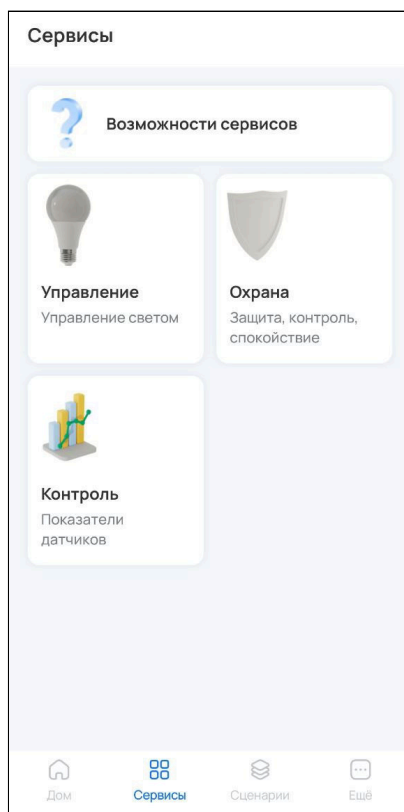 Сервисы
Возможности сервисов
Управление
Управление светом
Охрана
Защита, контроль,
спокойствие
Контроль
Показатели
датчиков
Дом
Сервисы
Сценарии
Ещё